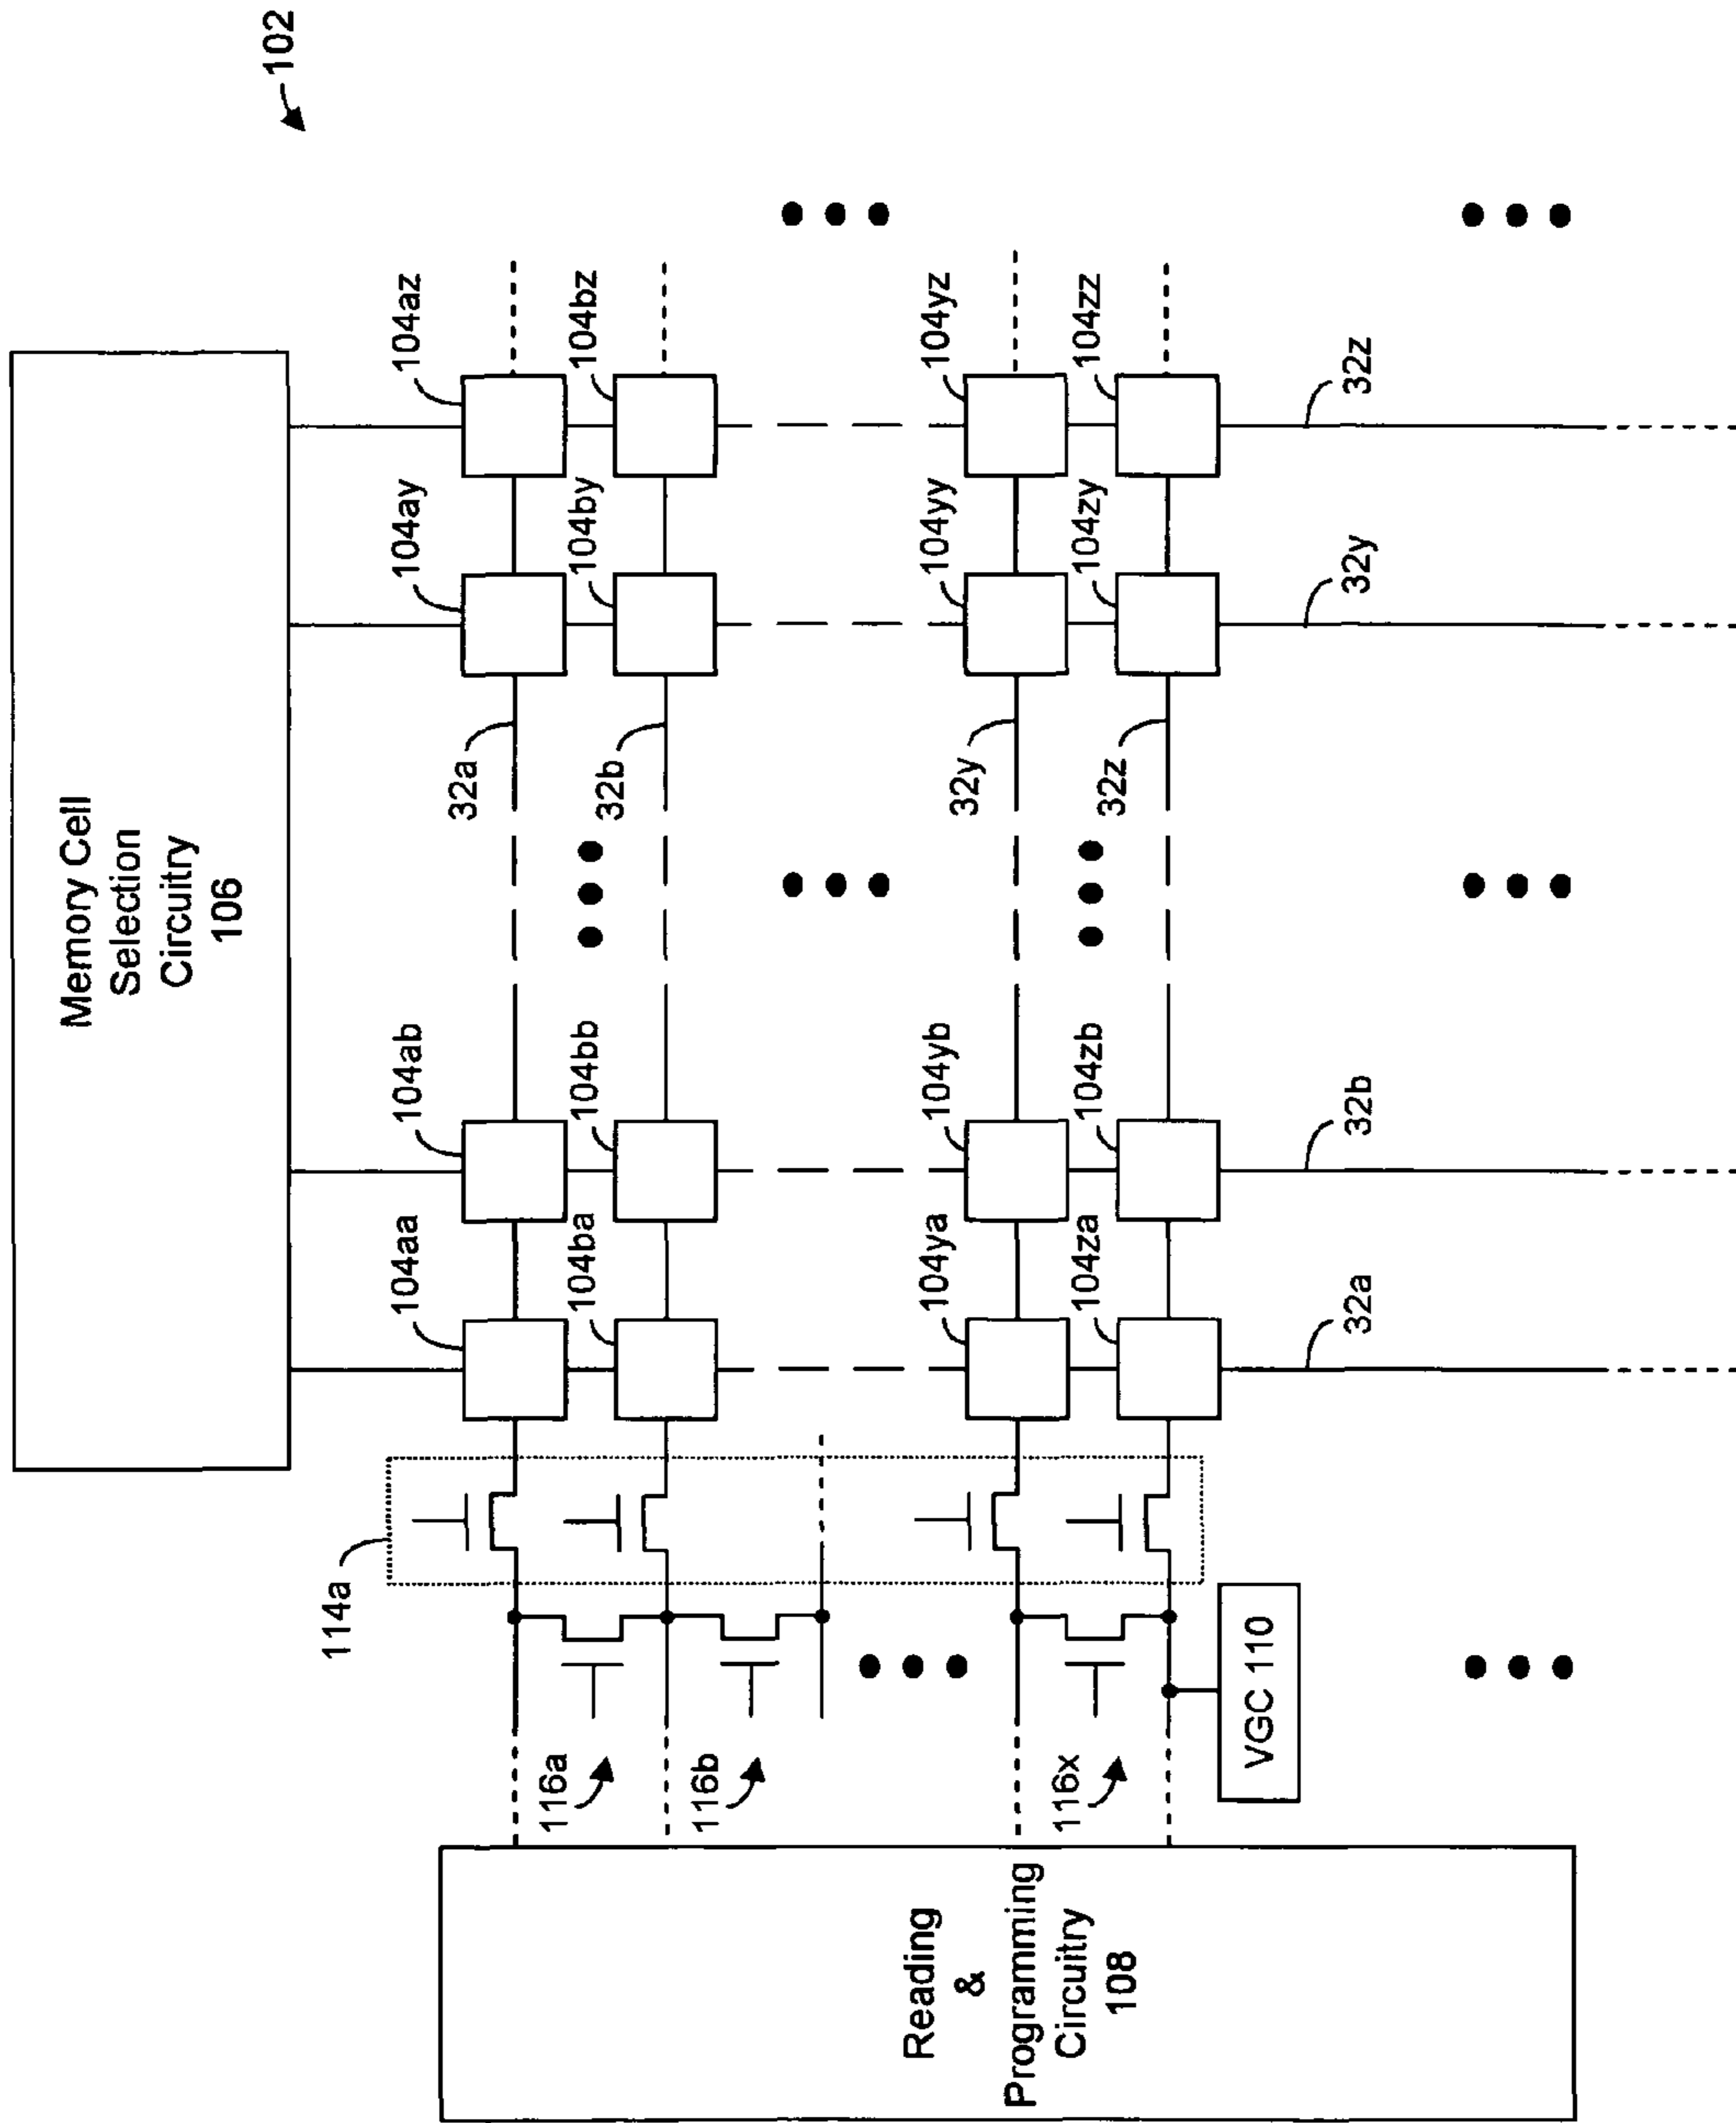 102
Memory Cell
Selection
Circuitry
106
104aa
104ab
104ay
104az
104ba
104bb
104by
104bz
32a
32b
104ya
104yb
104yy
104yz
104za
104zb
104zy
104zz
32y
32z
32a
32b
32y
32z
114a
116a
116b
116x
VGC 110
Reading
&
Programming
Circuitry
108